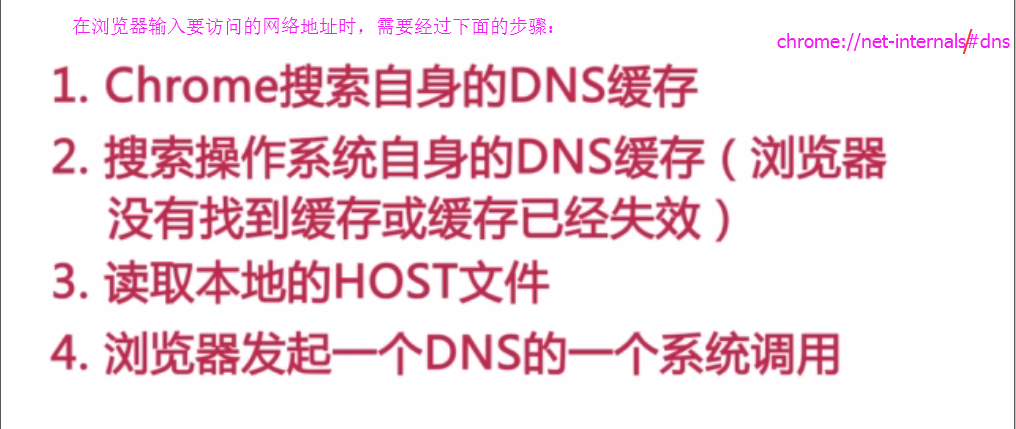 在浏览器输入要访问的网络地址时，需要经过下面的步骤：
chrome://net-internals/#dns
1. Chrome搜索自身的DNS缓存
2. 搜索操作系统自身的DNS缓存（浏览器
没有找到缓存或缓存已经失效）
3. 读取本地的HOST文件
4. 浏览器发起一个DNS的一个系统调用